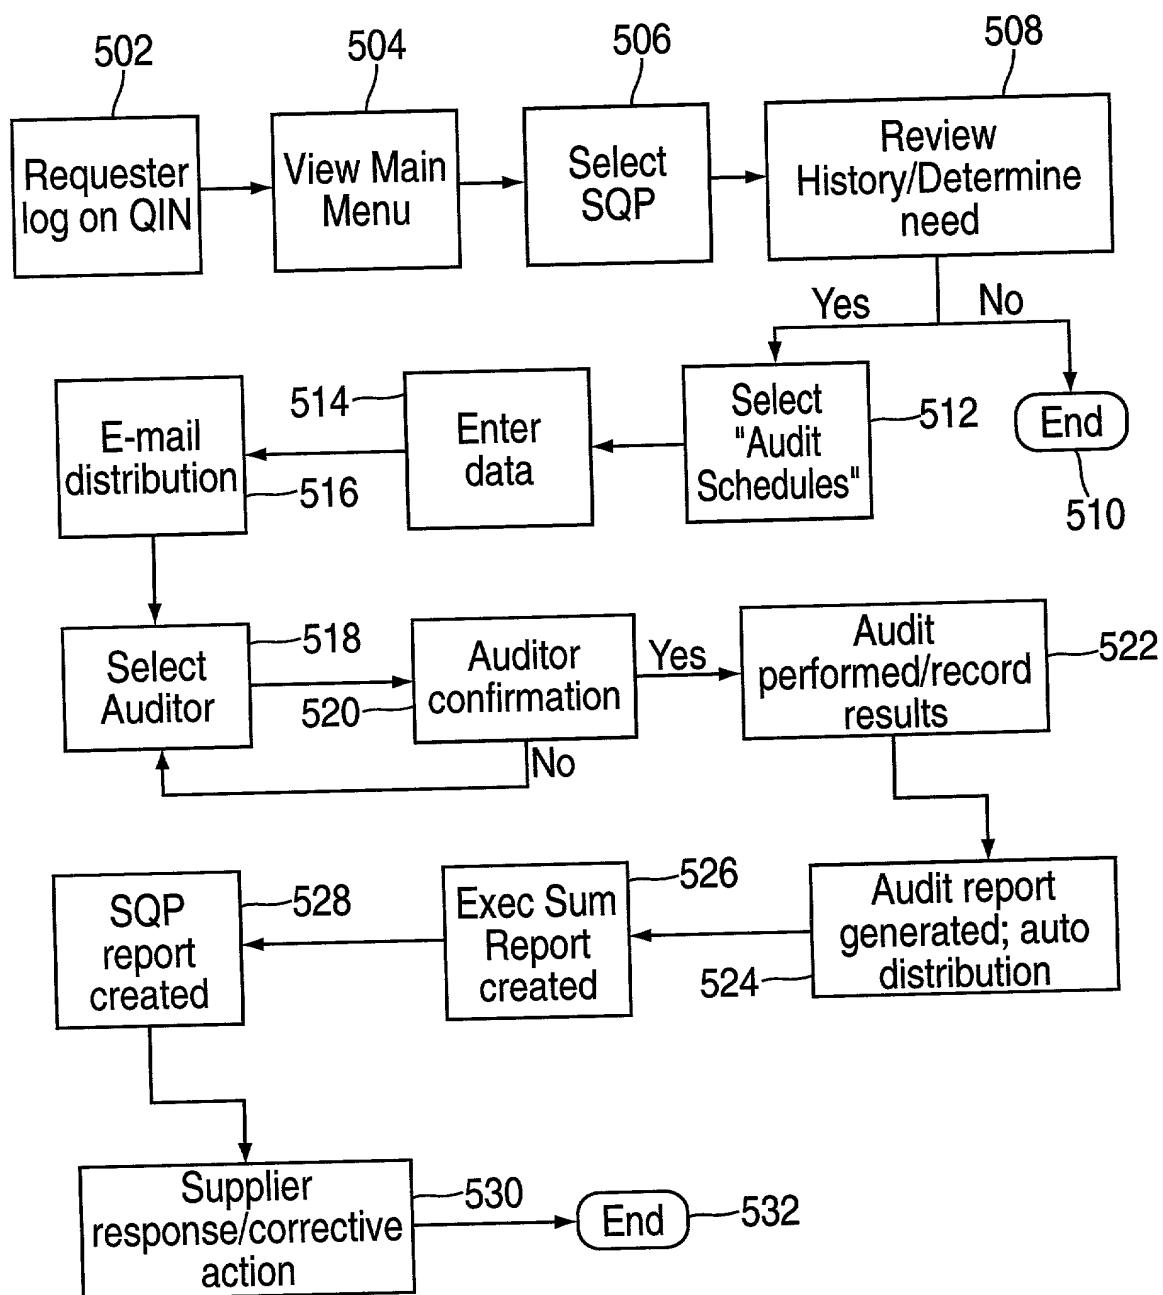 502
504
506
508
Requester
log on QIN
View Main
Menu
Select
SQP
Review
History/Determine
need
Yes
No
514
Select
"Audit
Schedules"
512
Enter
data
End
510
E-mail
distribution
516
518
Select
Auditor
520
Auditor
confirmation
Yes
No
Audit
performed/record
results
522
526
528
SQP
report
created
Exec Sum
Report
created
Audit report
generated; auto
distribution
524
Supplier
response/corrective
action
530
End
532